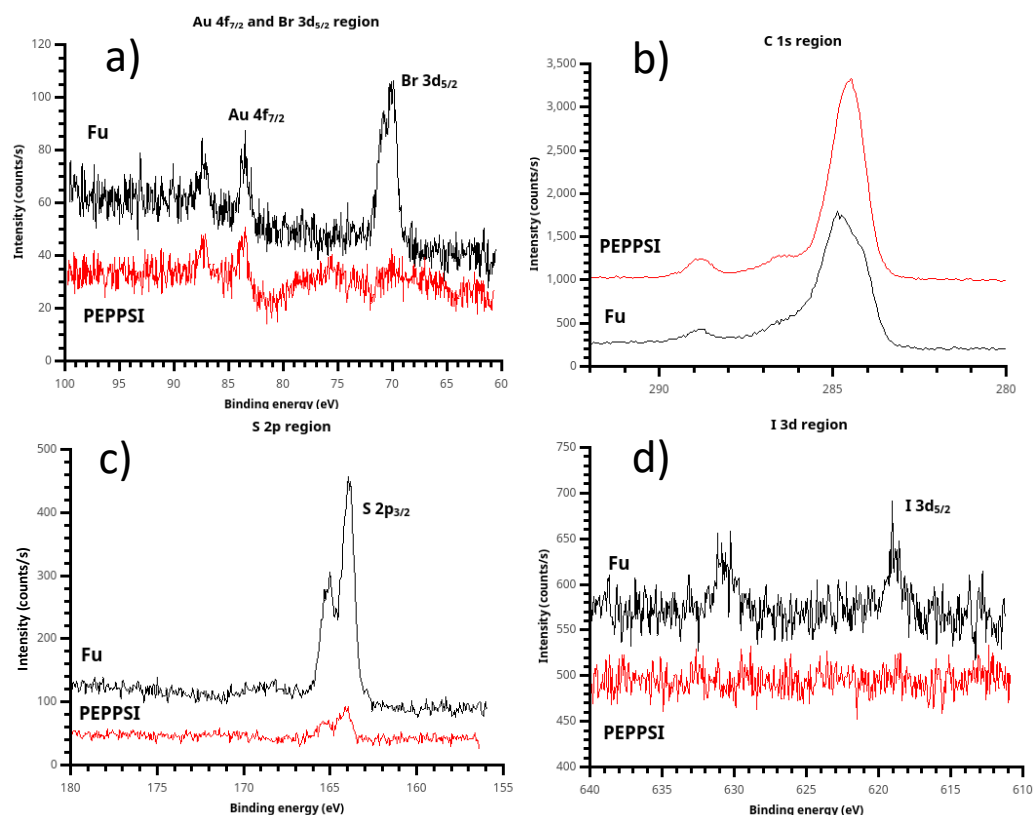 Au 4f₇/₂ and Br 3d₅/₂ region
a)
Intensity (counts/s)
120
100
80
60
40
20
0
Fu
Au 4f₇/₂
Br 3d₅/₂
PEPPSI
100 95 90 85 80 75 70 65 60
Binding energy (eV)
C 1s region
b)
Intensity (counts/s)
3,500
3,000
2,500
2,000
1,500
1,000
500
0
PEPPSI
Fu
290 285 280
S 2p region
c)
Intensity (counts/s)
500
400
300
200
100
0
S 2p₃/₂
Fu
PEPPSI
180 175 170 165 160 155
Binding energy (eV)
I 3d region
d)
Intensity (counts/s)
750
700
650
600
550
500
450
400
I 3d₅/₂
Fu
PEPPSI
640 635 630 625 620 615 610
Binding energy (eV)